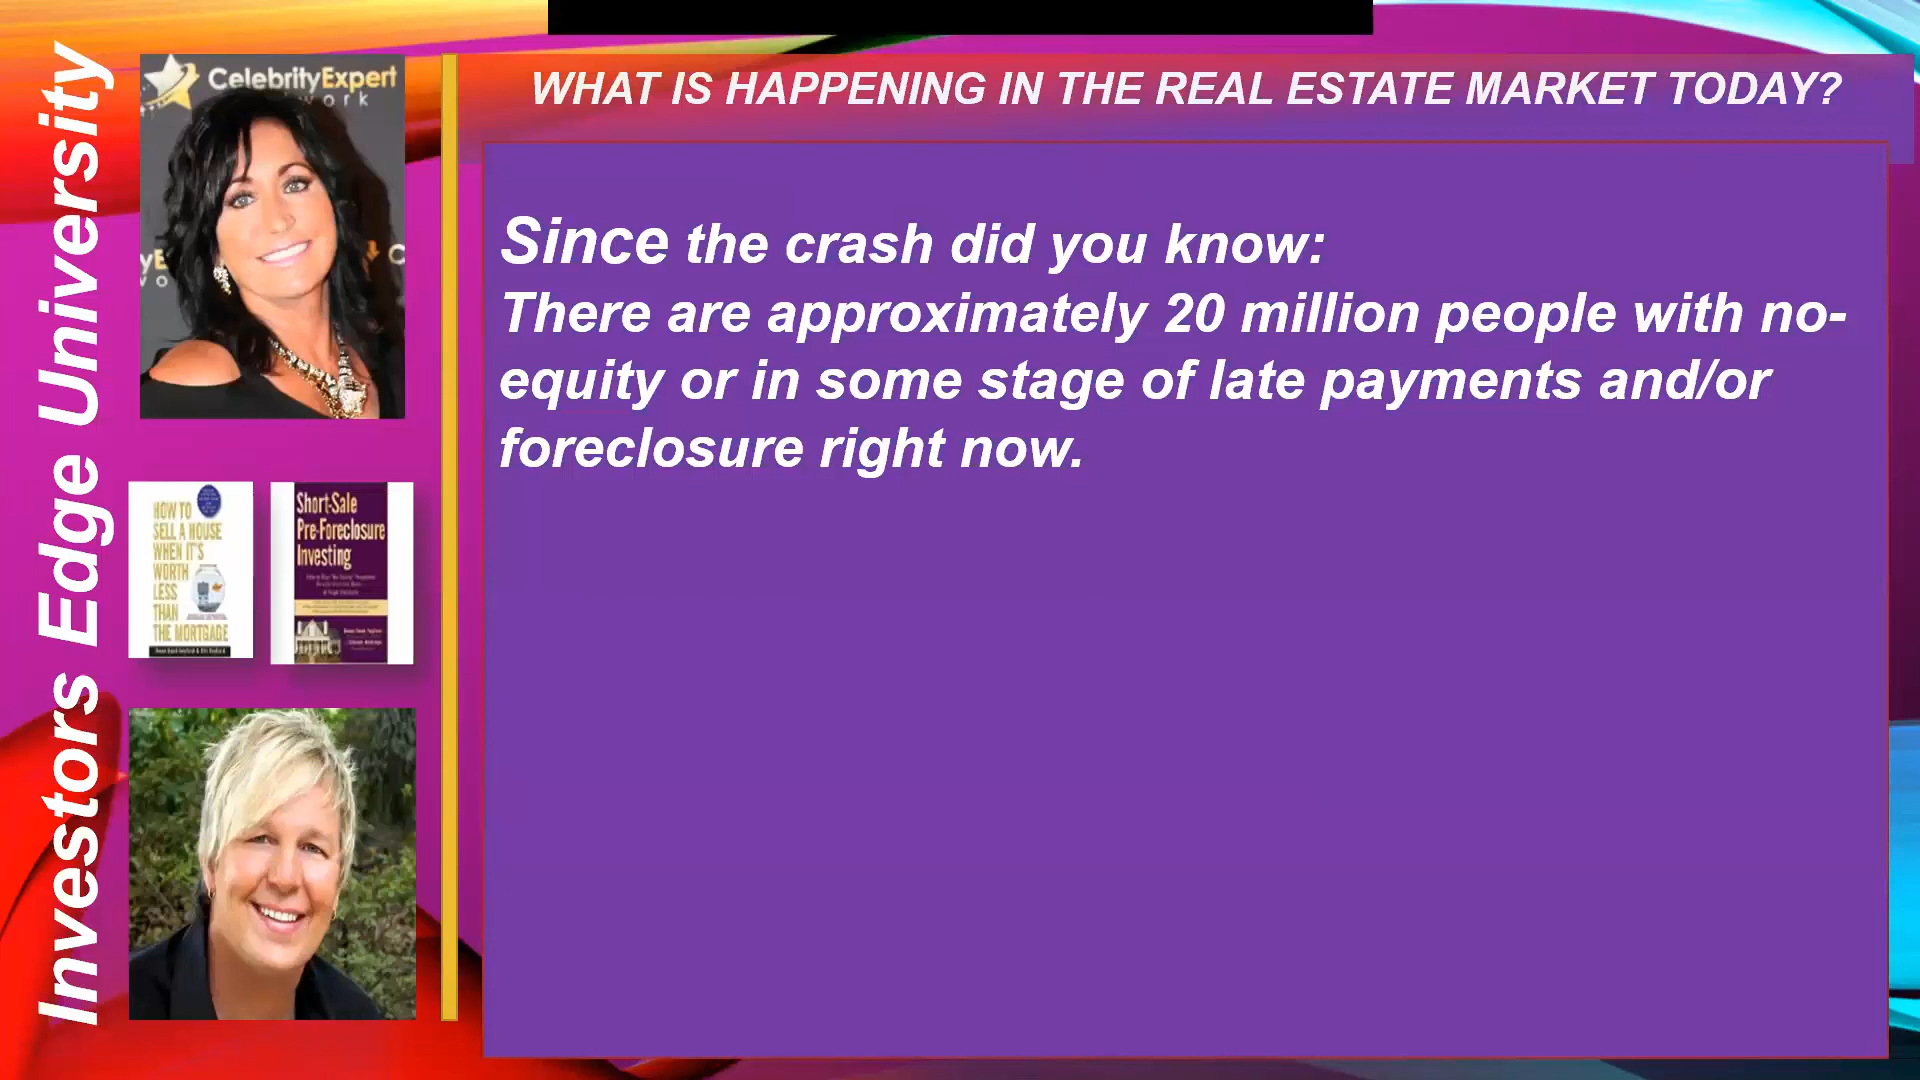 WHAT IS HAPPENING IN THE REAL ESTATE MARKET TODAY?
Since the crash did you know:
There are approximately 20 million people with no-
equity or in some stage of late payments and/or
foreclosure right now.
Investors Edge University
CelebrityExpert
work
HOW TO
SELL A HOUSE
WHEN IT'S
WORTH
LESS
THAN
THE MORTGAGE
Short-Sale
Pre-Foreclosure
Investing